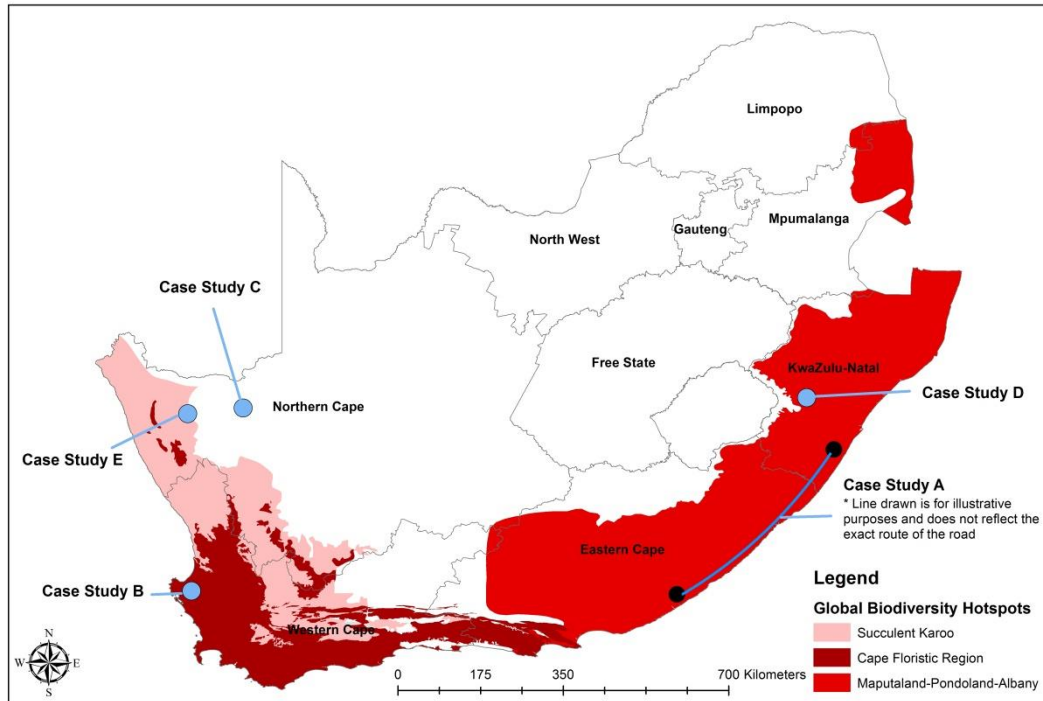 Limpopo
Mpumalanga
Gauteng
North West
Case Study C
Free State
KwaZulu-Natal
Northern Cape
Case Study D
Case Study E
Case Study A
* Line drawn is for illustrative
purposes and does not reflect the
exact route of the road
Eastern Cape
Case Study B
Western Cape
Legend
Global Biodiversity Hotspots
Succulent Karoo
Cape Floristic Region
Maputaland-Pondoland-Albany
N
W
E
S
0 175 350 700 Kilometers